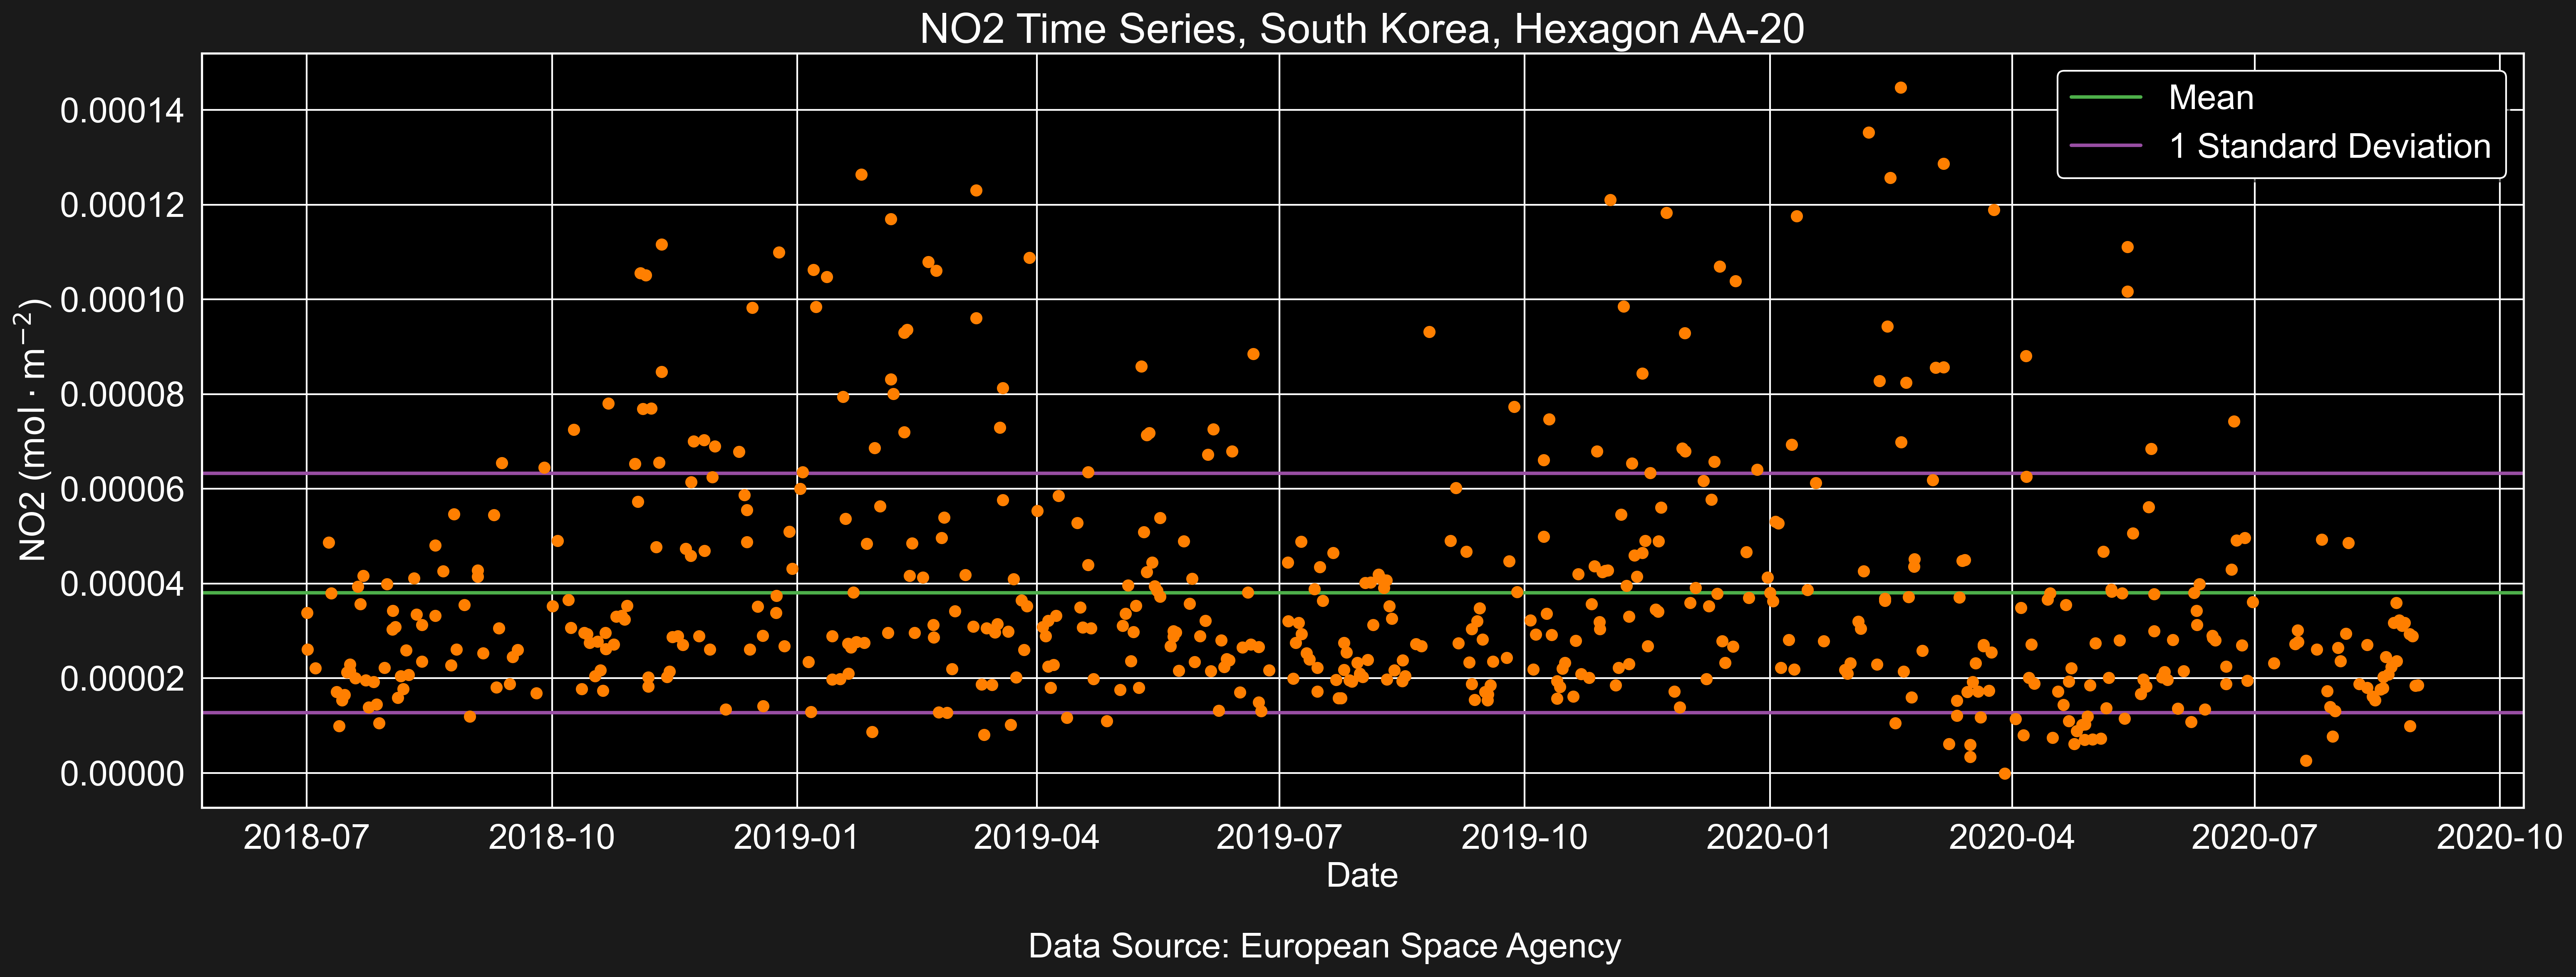 NO2 Time Series, South Korea, Hexagon AA-20
Mean
1 Standard Deviation
NO2 (mol · m⁻²)
0.00014
0.00012
0.00010
0.00008
0.00006
0.00004
0.00002
0.00000
2018-07 2018-10 2019-01 2019-04 2019-07 2019-10 2020-01 2020-04 2020-07 2020-10
Date
Data Source: European Space Agency